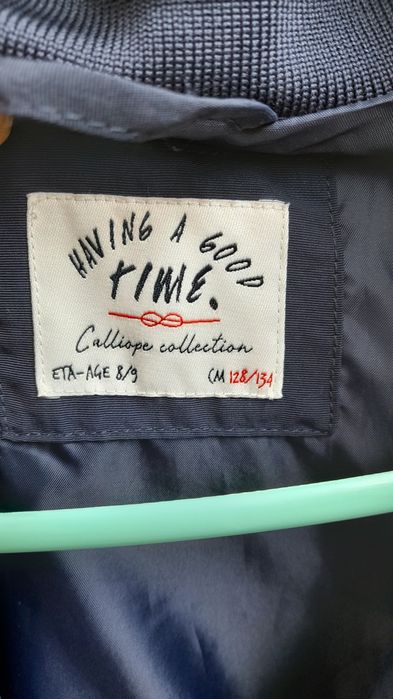 HAVING A GOOD
TIME.
Calliope collection
ETA-AGE 8/9 CM 128/134